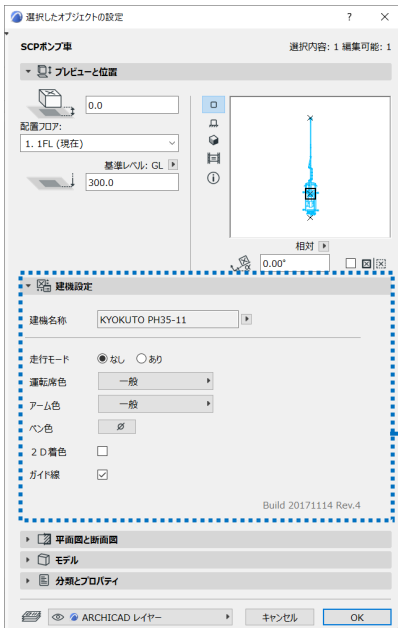 選択したオブジェクトの設定
? ×
SCPポンプ車 選択内容: 1 編集可能: 1
プレビューと位置
0.0
配置フロア:
1. 1FL (現在)
基準レベル: GL
300.0
相対
0.00°
建機設定
建機名称 KYOKUTO PH35-11
走行モード なし あり
運転席色 一般
アーム色 一般
ペン色
2D着色
ガイド線
Build 20171114 Rev.4
平面図と断面図
モデル
分類とプロパティ
ARCHICAD レイヤー キャンセル OK